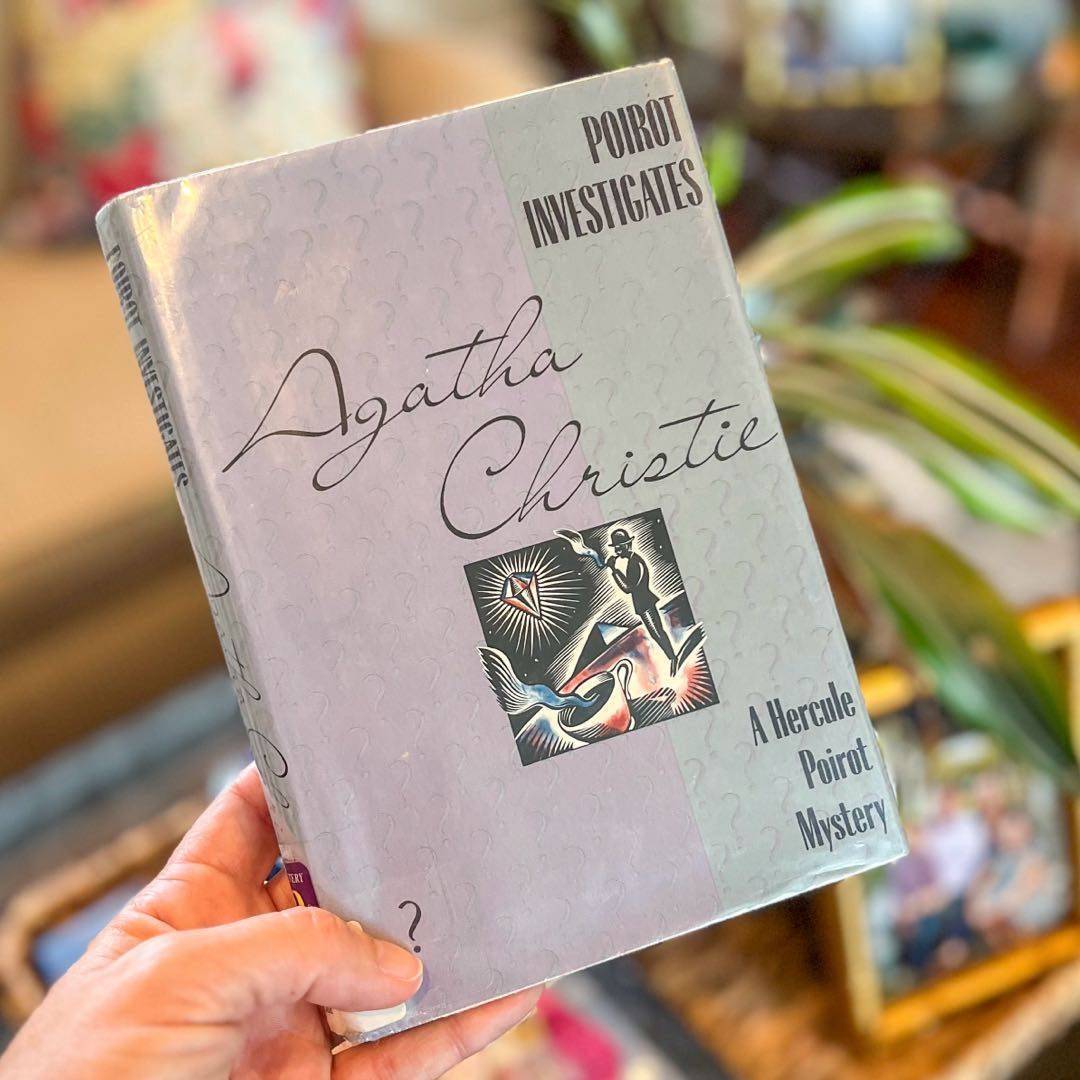 POIROT
INVESTIGATES
Agatha
Christie
A Hercule
Poirot
Mystery
?
POIROT INVESTIGATES